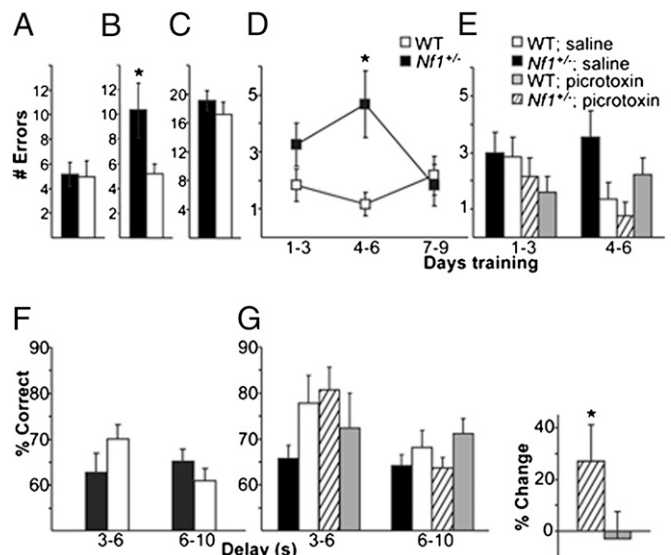 A B C D E
WT
Nf1+/-
WT; saline
Nf1+/-; saline
WT; picrotoxin
Nf1+/-; picrotoxin
# Errors
12
10
8
6
4
2
12
10
8
6
4
2
20
16
12
8
4
5
3
1
5
3
1
1-3 4-6 7-9 1-3 4-6
Days training
F G
% Correct
90
80
70
60
90
80
70
60
3-6 6-10 3-6 6-10
Delay (s)
% Change
40
20
0